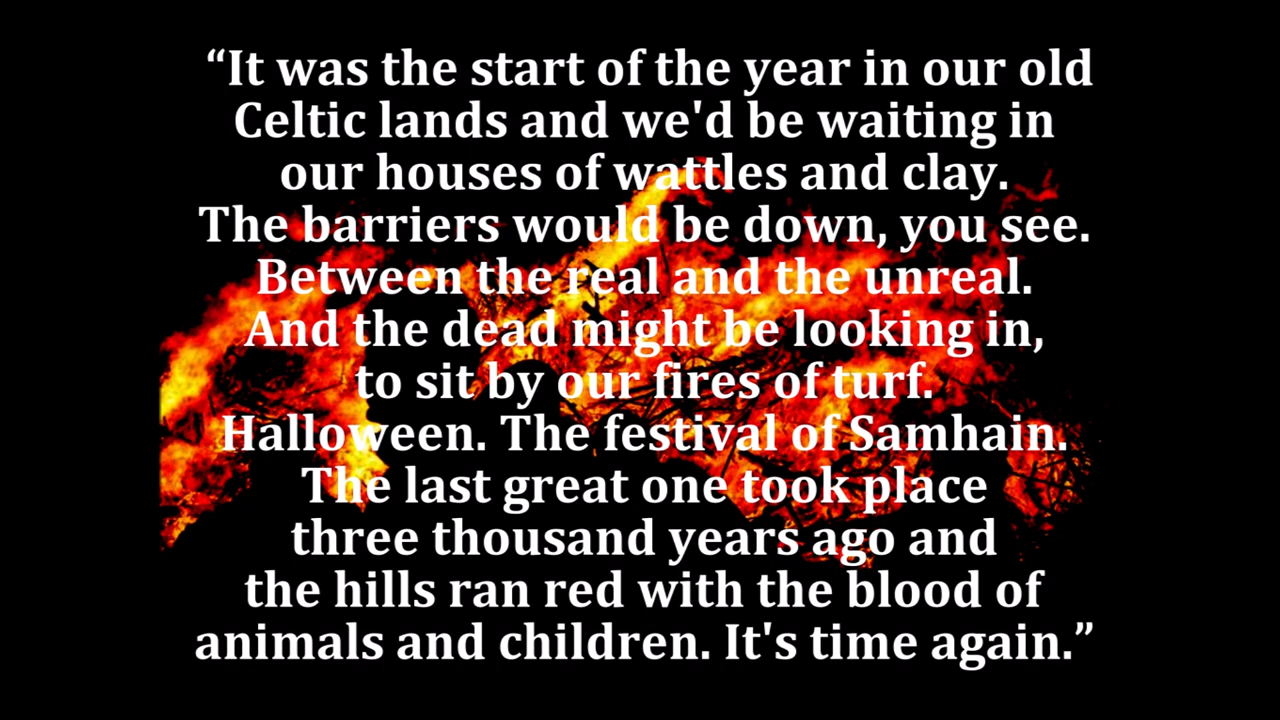 “It was the start of the year in our old
Celtic lands and we'd be waiting in
our houses of wattles and clay.
The barriers would be down, you see.
Between the real and the unreal.
And the dead might be looking in,
to sit by our fires of turf.
Halloween. The festival of Samhain.
The last great one took place
three thousand years ago and
the hills ran red with the blood of
animals and children. It's time again.”